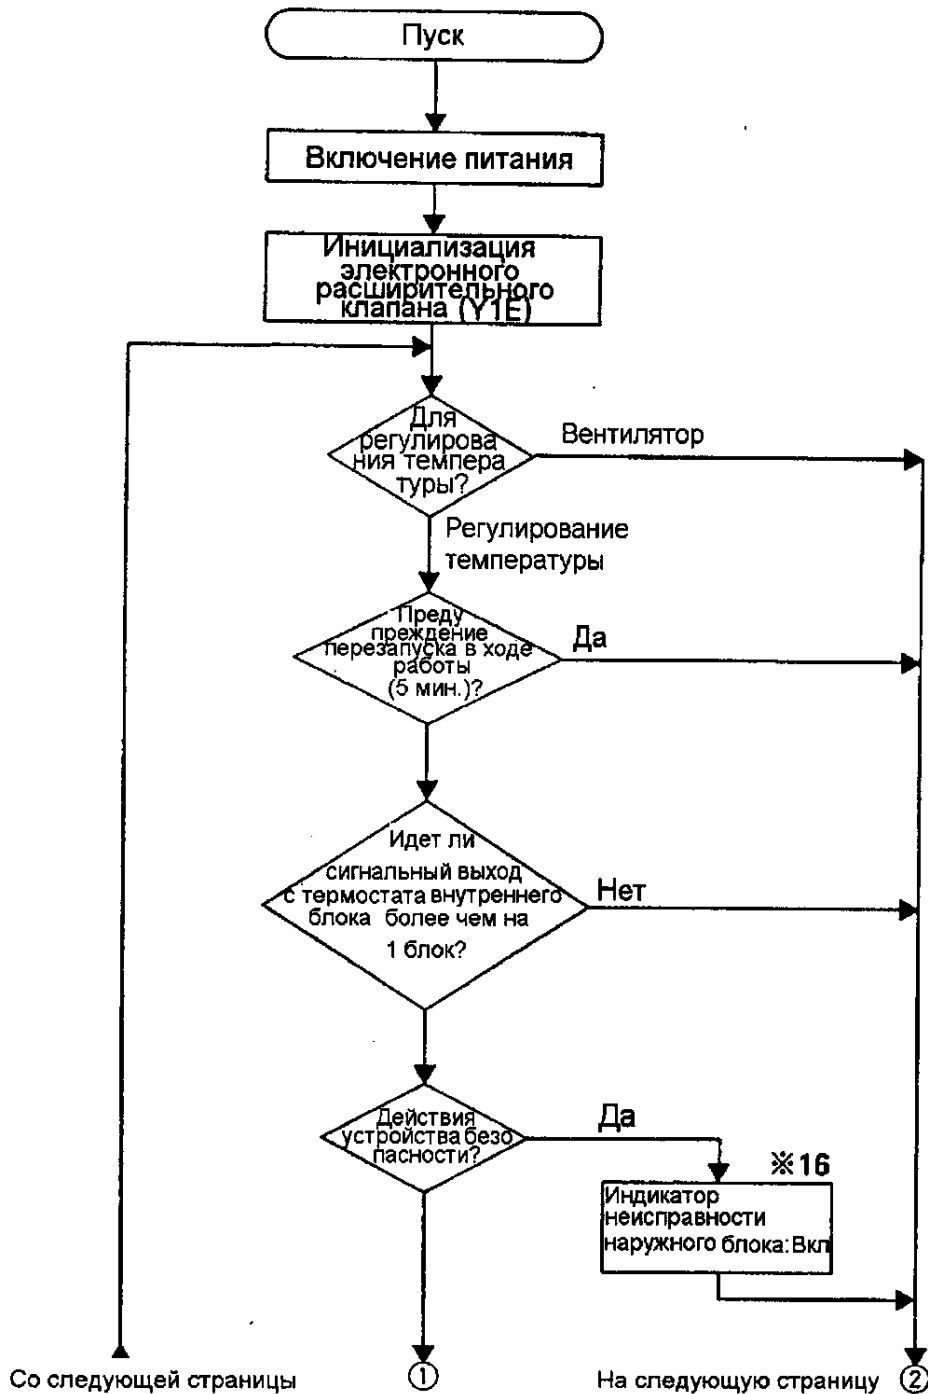 Пуск
Включение питания
Инициализация
электронного
расширительного
клапана (Y1E)
Для
регулирова
ния темпера
туры?
Вентилятор
Регулирование
температуры
Преду
преждение
перезапуска в ходе
работы
(5 мин.)?
Да
Идет ли
сигнальный выход
с термостата внутреннего
блока более чем на
1 блок?
Нет
Действия
устройства безо
пасности?
Да
※16
Индикатор
неисправности
наружного блока:Вкл
Со следующей страницы
1
На следующую страницу
2